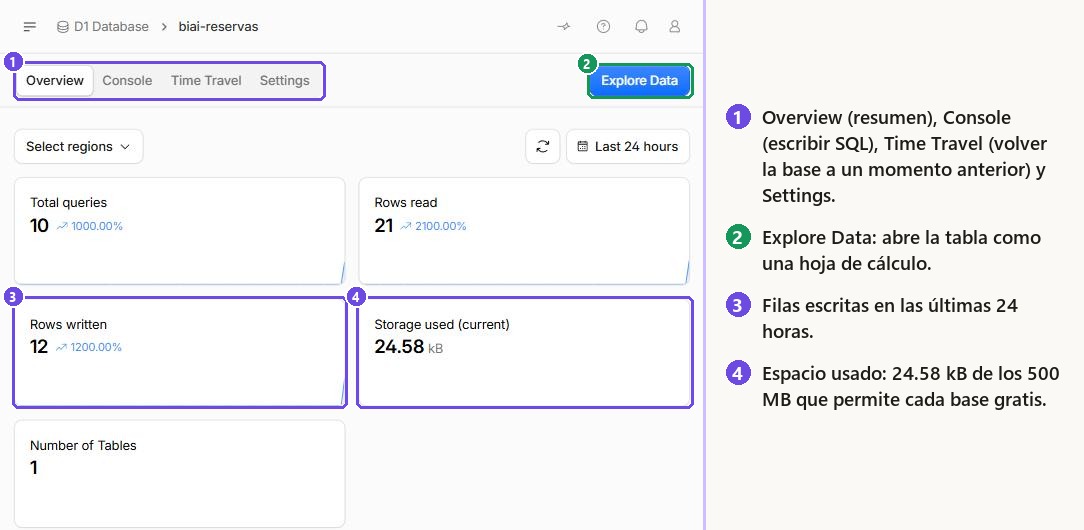 D1 Database > biai-reservas
1
Overview Console Time Travel Settings
2
Explore Data
Select regions
Last 24 hours
Total queries
10 1000.00%
Rows read
21 2100.00%
3
Rows written
12 1200.00%
4
Storage used (current)
24.58 kB
Number of Tables
1
1 Overview (resumen), Console
(escribir SQL), Time Travel (volver
la base a un momento anterior) y
Settings.
2 Explore Data: abre la tabla como
una hoja de cálculo.
3 Filas escritas en las últimas 24
horas.
4 Espacio usado: 24.58 kB de los 500
MB que permite cada base gratis.